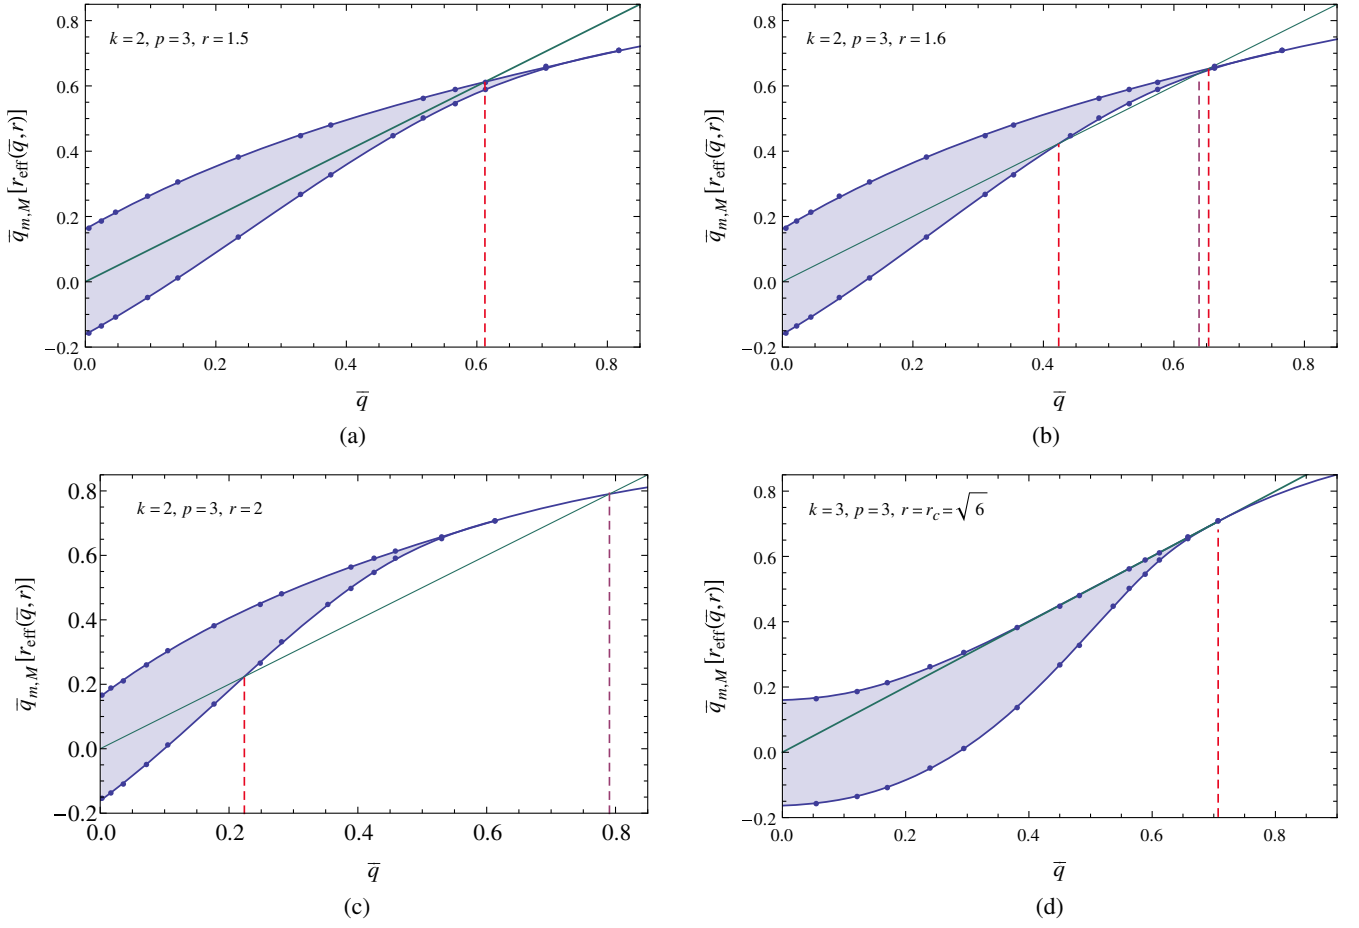 k = 2, p = 3, r = 1.5
q̅m,M [reff(q̅, r)]
0.8
0.6
0.4
0.2
0.0
−0.2
0.0 0.2 0.4 0.6 0.8
q̅
(a)
k = 2, p = 3, r = 1.6
q̅m,M [reff(q̅, r)]
0.8
0.6
0.4
0.2
0.0
−0.2
0.0 0.2 0.4 0.6 0.8
q̅
(b)
k = 2, p = 3, r = 2
q̅m,M [reff(q̅, r)]
0.8
0.6
0.4
0.2
0.0
−0.2
0.0 0.2 0.4 0.6 0.8
q̅
(c)
k = 3, p = 3, r = rc = √6
q̅m,M [reff(q̅, r)]
0.8
0.6
0.4
0.2
0.0
−0.2
0.0 0.2 0.4 0.6 0.8
q̅
(d)